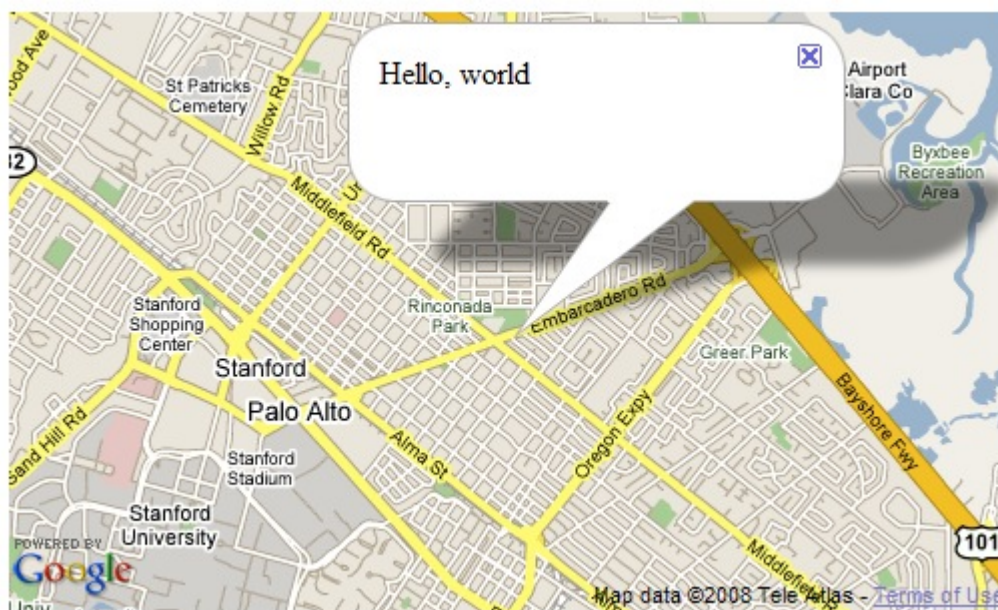 Hello, world
Airport
Clara Co
St Patricks
Cemetery
Willow Rd
Byxbee
Recreation
Area
Middlefield Rd
Stanford
Shopping
Center
Rinconada
Park
Embarcadero Rd
Greer Park
Stanford
Palo Alto
Bayshore Fwy
Sand Hill Rd
Alma St
Oregon Expy
Stanford
Stadium
Stanford
University
101
POWERED BY
Google
Map data ©2008 Tele Atlas - Terms of Use